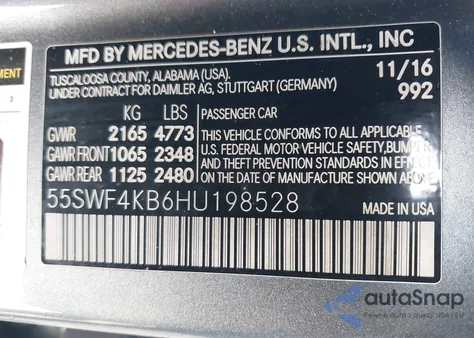 MFD BY MERCEDES-BENZ U.S. INTL., INC
TUSCALOOSA COUNTY, ALABAMA (USA). 11/16
UNDER CONTRACT FOR DAIMLER AG, STUTTGART (GERMANY) 992
KG LBS PASSENGER CAR
GVWR 2165 4773 THIS VEHICLE CONFORMS TO ALL APPLICABLE
GAWR FRONT 1065 2348 U.S. FEDERAL MOTOR VEHICLE SAFETY, BUMPER,
GAWR REAR 1125 2480 AND THEFT PREVENTION STANDARDS IN EFFECT
ON THE DATE OF MANUFACTURE SHOWN ABOVE.
55SWF4KB6HU198528 MADE IN USA
EMENT
autoSnap